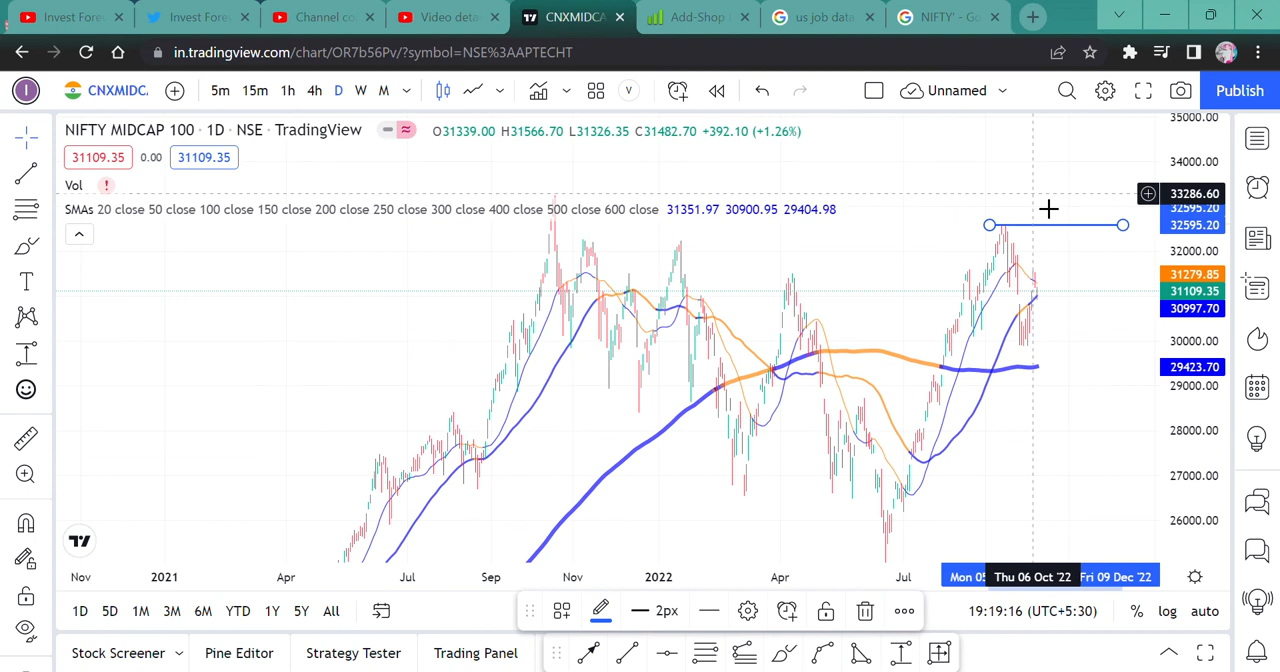 Invest Fore
Invest Fore
Channel co
Video deta
CNXMIDCA
Add-Shop
us job data
NIFTY' - Go
in.tradingview.com/chart/OR7b56Pv/?symbol=NSE%3AAPTECHT
I
CNXMIDC.
5m 15m 1h 4h D W M
V
Unnamed
Publish
NIFTY MIDCAP 100 · 1D · NSE · TradingView
O31339.00 H31566.70 L31326.35 C31482.70 +392.10 (+1.26%)
31109.35 0.00 31109.35
Vol !
SMAs 20 close 50 close 100 close 150 close 200 close 250 close 300 close 400 close 500 close 600 close 31351.97 30900.95 29404.98
35000.00
34000.00
33286.60
32595.20
32595.20
32000.00
31279.85
31109.35
30997.70
30000.00
29423.70
29000.00
28000.00
27000.00
26000.00
Nov 2021 Apr Jul Sep Nov 2022 Apr Jul Mon 05 Thu 06 Oct '22 Fri 09 Dec '22
1D 5D 1M 3M 6M YTD 1Y 5Y All
2px
19:19:16 (UTC+5:30) % log auto
Stock Screener Pine Editor Strategy Tester Trading Panel